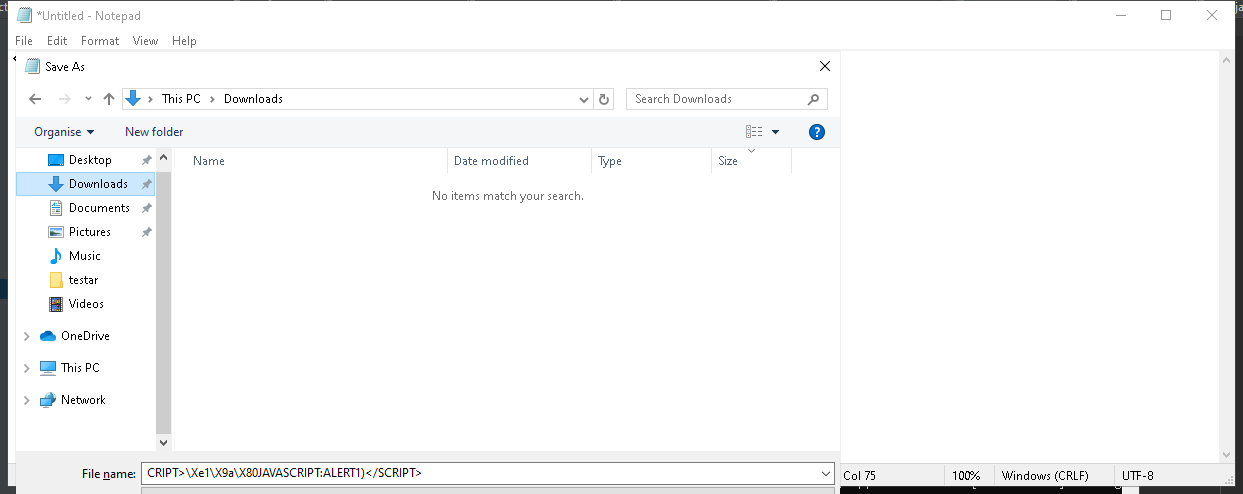 *Untitled - Notepad
File Edit Format View Help
Save As
This PC > Downloads
Search Downloads
Organise New folder
Name Date modified Type Size
No items match your search.
Desktop
Downloads
Documents
Pictures
Music
testar
Videos
OneDrive
This PC
Network
File name: CRIPT>\Xe1\X9a\X80JAVASCRIPT:ALERT1)</SCRIPT>
Col 75 100% Windows (CRLF) UTF-8